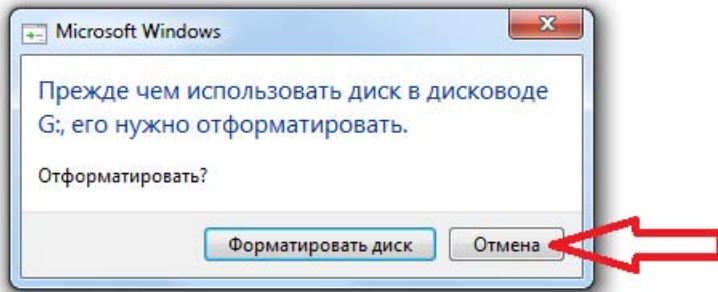 Microsoft Windows
Прежде чем использовать диск в дисководе
G:, его нужно отформатировать.
Отформатировать?
Форматировать диск
Отмена